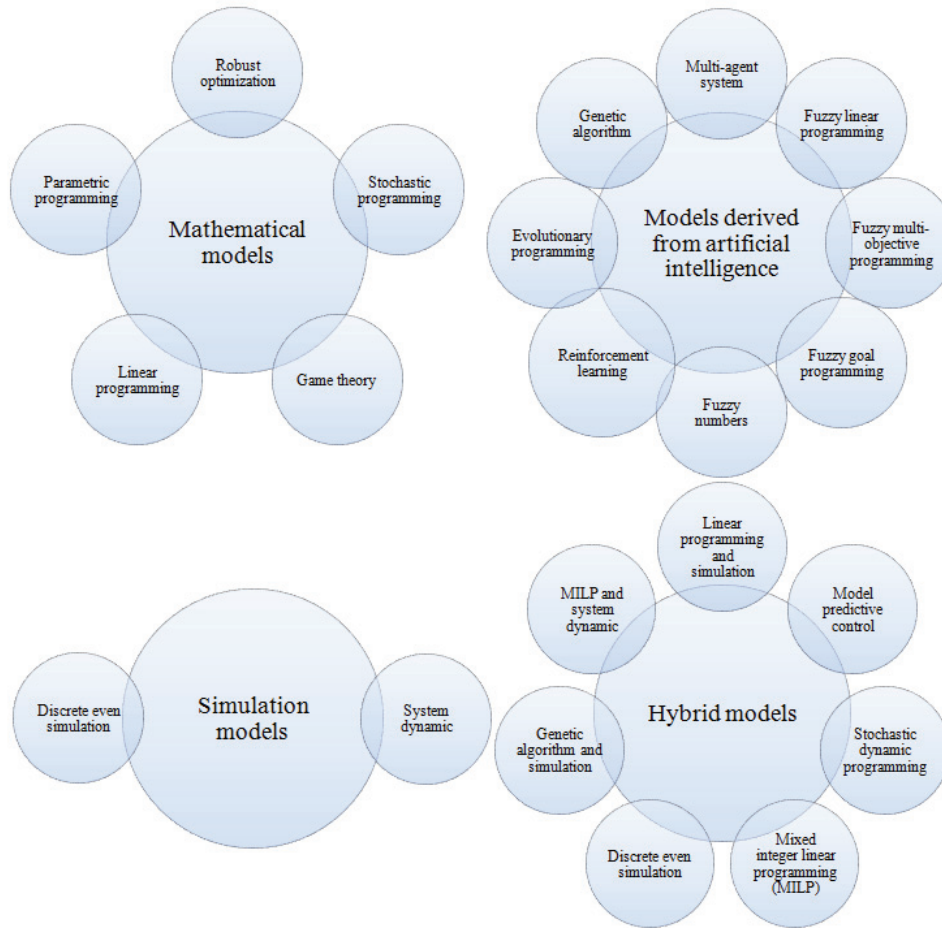 Robust
optimization
Parametric
programming
Stochastic
programming
Mathematical
models
Linear
programming
Game theory
Multi-agent
system
Genetic
algorithm
Fuzzy linear
programming
Evolutionary
programming
Models derived
from artificial
intelligence
Fuzzy multi-
objective
programming
Reinforcement
learning
Fuzzy goal
programming
Fuzzy
numbers
Discrete even
simulation
Simulation
models
System
dynamic
Linear
programming
and
simulation
MILP and
system
dynamic
Model
predictive
control
Hybrid models
Genetic
algorithm and
simulation
Stochastic
dynamic
programming
Discrete even
simulation
Mixed
integer linear
programming
(MILP)